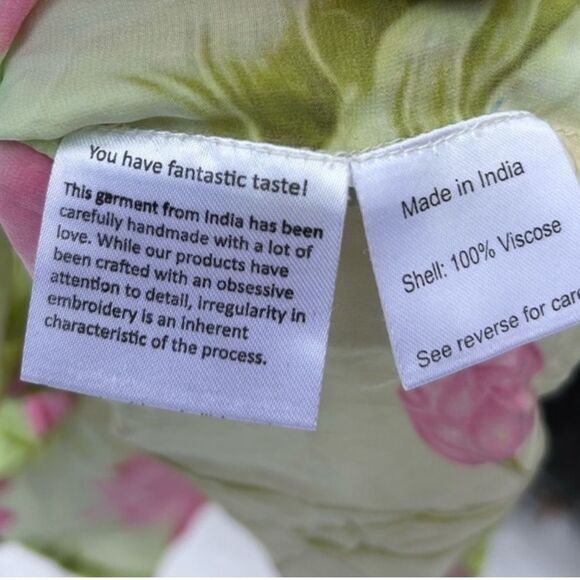 You have fantastic taste!
This garment from India has been
carefully handmade with a lot of
love. While our products have
been crafted with an obsessive
attention to detail, irregularity in
embroidery is an inherent
characteristic of the process.
Made in India
Shell: 100% Viscose
See reverse for care